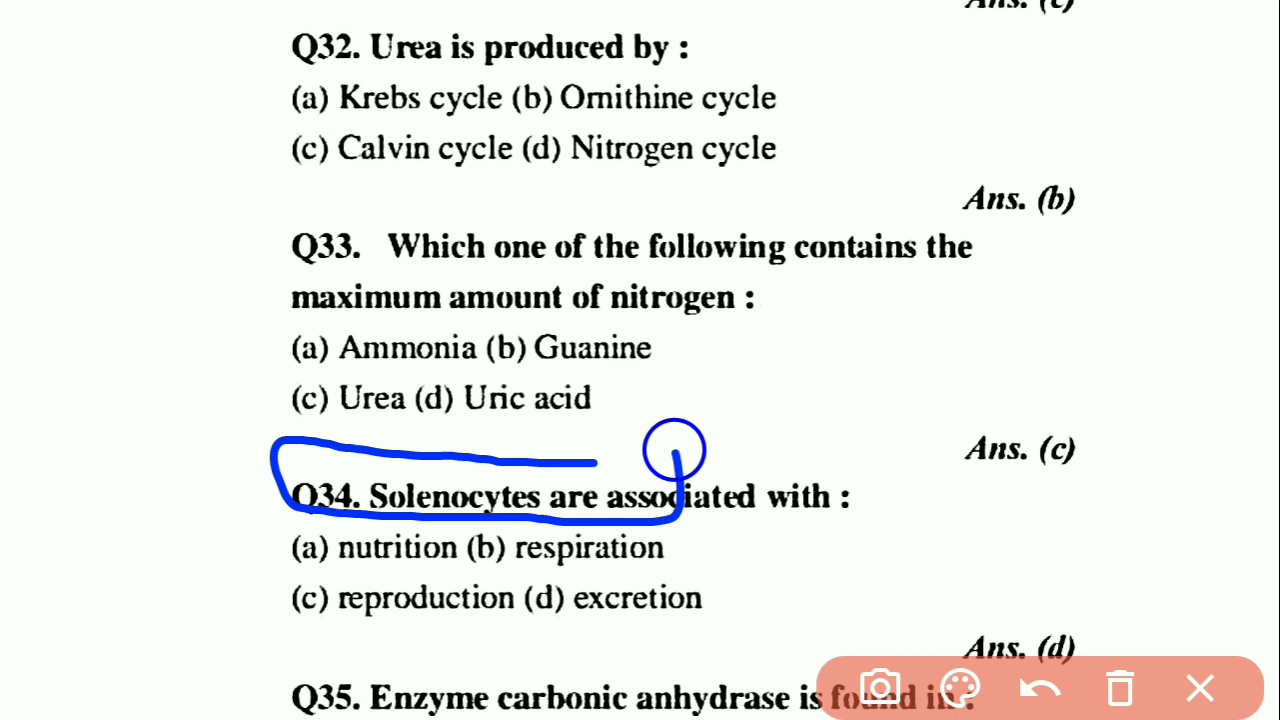 Ans. (c)
Q32. Urea is produced by :
(a) Krebs cycle (b) Ornithine cycle
(c) Calvin cycle (d) Nitrogen cycle
Ans. (b)
Q33. Which one of the following contains the
maximum amount of nitrogen :
(a) Ammonia (b) Guanine
(c) Urea (d) Uric acid
Ans. (c)
Q34. Solenocytes are associated with :
(a) nutrition (b) respiration
(c) reproduction (d) excretion
Ans. (d)
Q35. Enzyme carbonic anhydrase is found in :